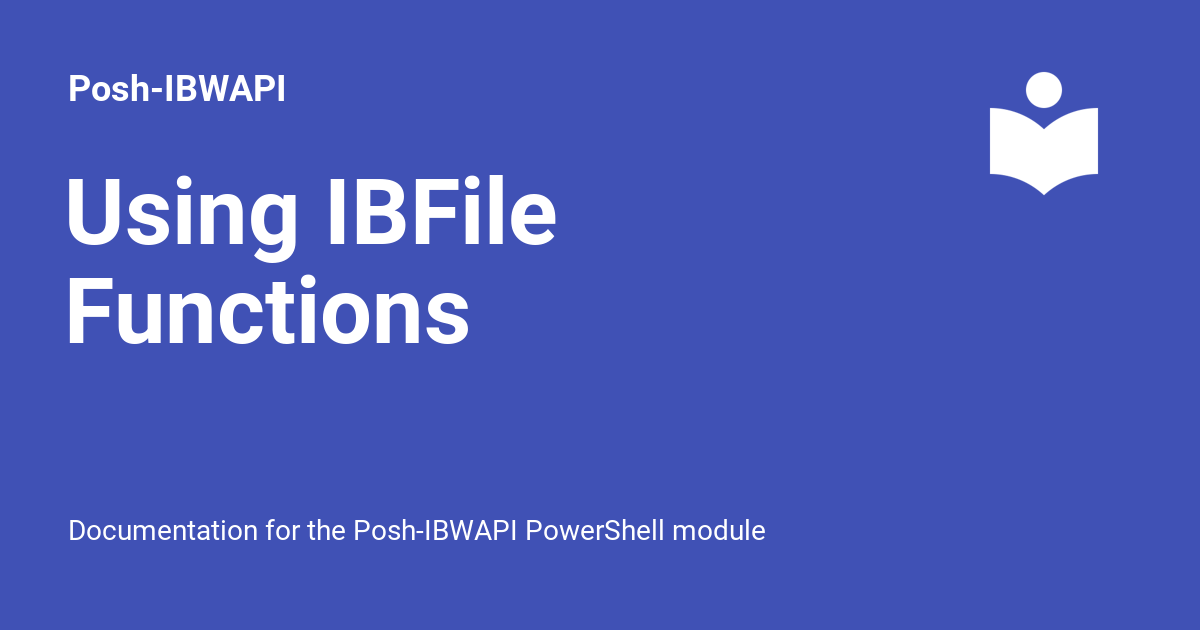 Posh-IBWAPI
Using IBFile
Functions
Documentation for the Posh-IBWAPI PowerShell module